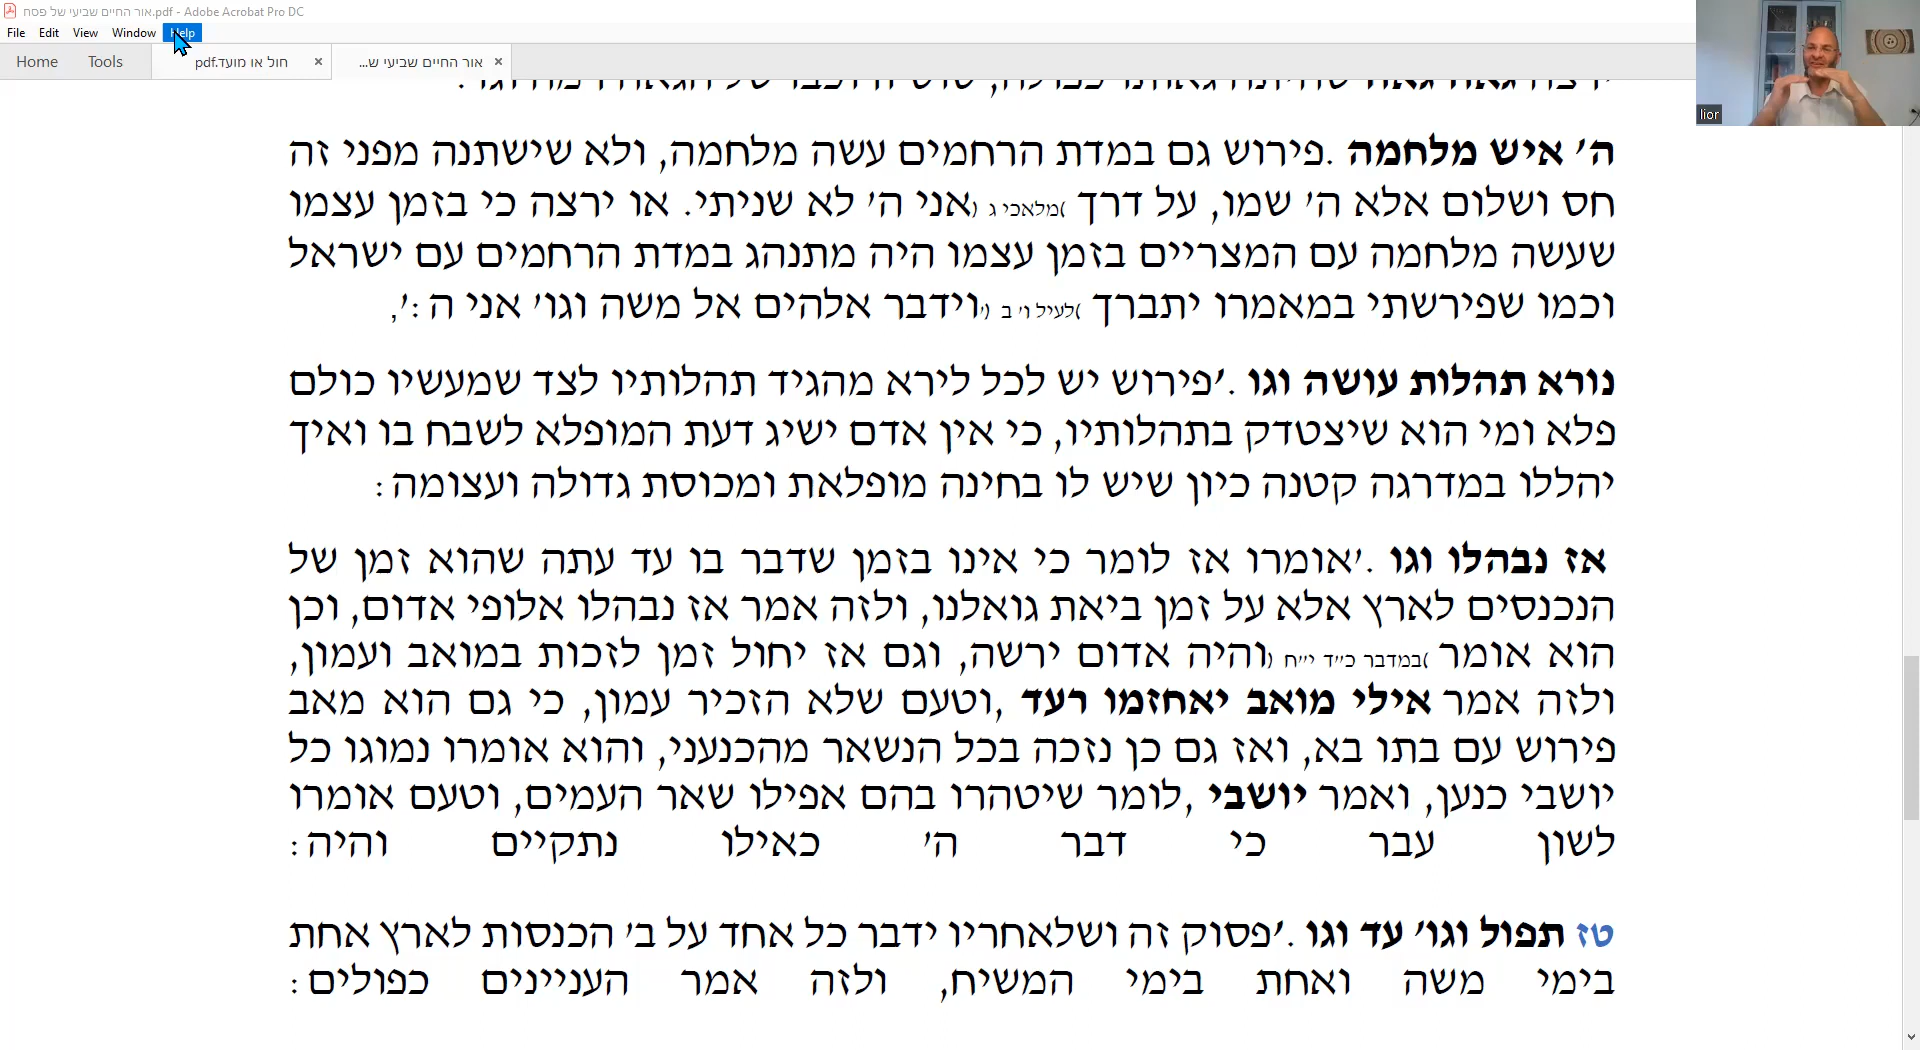 אור החיים שביעי של פסח.pdf - Adobe Acrobat Pro DC
File Edit View Window Help
Home Tools חול או מועד.pdf × אור החיים שביעי ש... ×
lior
ה' איש מלחמה .פירוש גם במדת הרחמים עשה מלחמה, ולא שישתנה מפני זה
חס ושלום אלא ה' שמו, על דרך )מלאכי ג (אני ה' לא שניתי. או ירצה כי בזמן עצמו
שעשה מלחמה עם המצריים בזמן עצמו היה מתנהג במדת הרחמים עם ישראל
וכמו שפירשתי במאמרו יתברך )לעיל ו' ב ('וידבר אלהים אל משה וגו' אני ה :','
נורא תהלות עושה וגו .'פירוש יש לכל לירא מהגיד תהלותיו לצד שמעשיו כולם
פלא ומי הוא שיצטדק בתהלותיו, כי אין אדם ישיג דעת המופלא לשבח בו ואיך
יהללו במדרגה קטנה כיון שיש לו בחינה מופלאת ומכוסת גדולה ועצומה:
אז נבהלו וגו .'אומרו אז לומר כי אינו בזמן שדבר בו עד עתה שהוא זמן של
הנכנסים לארץ אלא על זמן ביאת גואלנו, ולזה אמר אז נבהלו אלופי אדום, וכן
הוא אומר )במדבר כ''ד י''ח (והיה אדום ירשה, וגם אז יחול זמן לזכות במואב ועמון,
ולזה אמר אילי מואב יאחזמו רעד ,וטעם שלא הזכיר עמון, כי גם הוא מאב
פירוש עם בתו בא, ואז גם כן נזכה בכל הנשאר מהכנעני, והוא אומרו נמוגו כל
יושבי כנען, ואמר יושבי ,לומר שיטהרו בהם אפילו שאר העמים, וטעם אומרו
לשון עבר כי דבר ה' כאילו נתקיים והיה:
טז תפול וגו' עד וגו .'פסוק זה ושלאחריו ידבר כל אחד על ב' הכנסות לארץ אחת
בימי משה ואחת בימי המשיח, ולזה אמר העניינים כפולים: